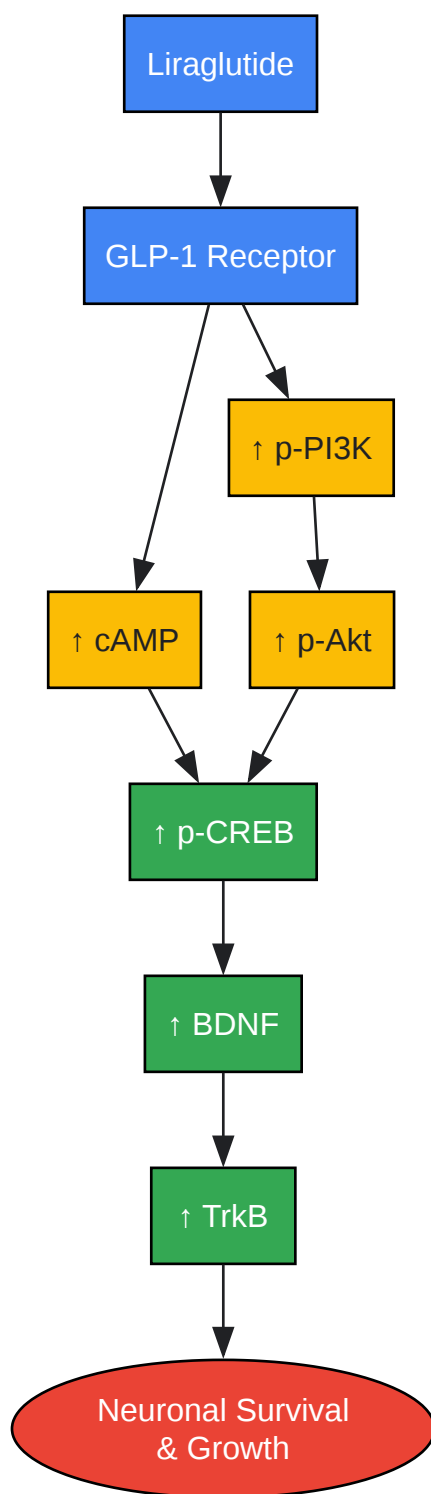 Liraglutide
GLP-1 Receptor
↑ p-PI3K
↑ cAMP
↑ p-Akt
↑ p-CREB
↑ BDNF
↑ TrkB
Neuronal Survival
& Growth